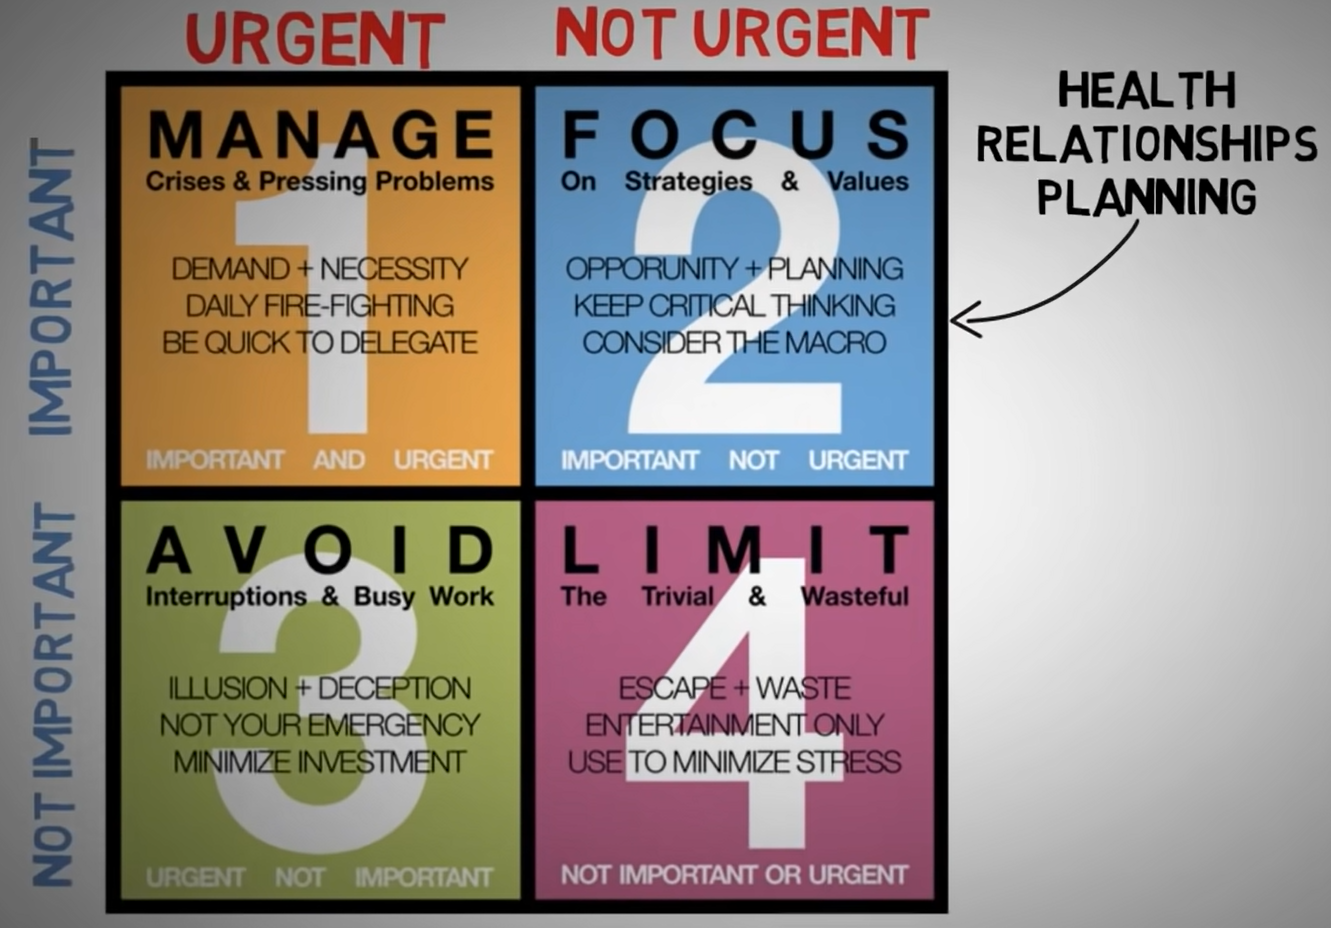 URGENT
NOT URGENT
IMPORTANT
NOT IMPORTANT
MANAGE
Crises & Pressing Problems
1
DEMAND + NECESSITY
DAILY FIRE-FIGHTING
BE QUICK TO DELEGATE
IMPORTANT AND URGENT
FOCUS
On Strategies & Values
2
OPPORUNITY + PLANNING
KEEP CRITICAL THINKING
CONSIDER THE MACRO
IMPORTANT NOT URGENT
HEALTH
RELATIONSHIPS
PLANNING
AVOID
Interruptions & Busy Work
3
ILLUSION + DECEPTION
NOT YOUR EMERGENCY
MINIMIZE INVESTMENT
URGENT NOT IMPORTANT
LIMIT
The Trivial & Wasteful
4
ESCAPE + WASTE
ENTERTAINMENT ONLY
USE TO MINIMIZE STRESS
NOT IMPORTANT OR URGENT